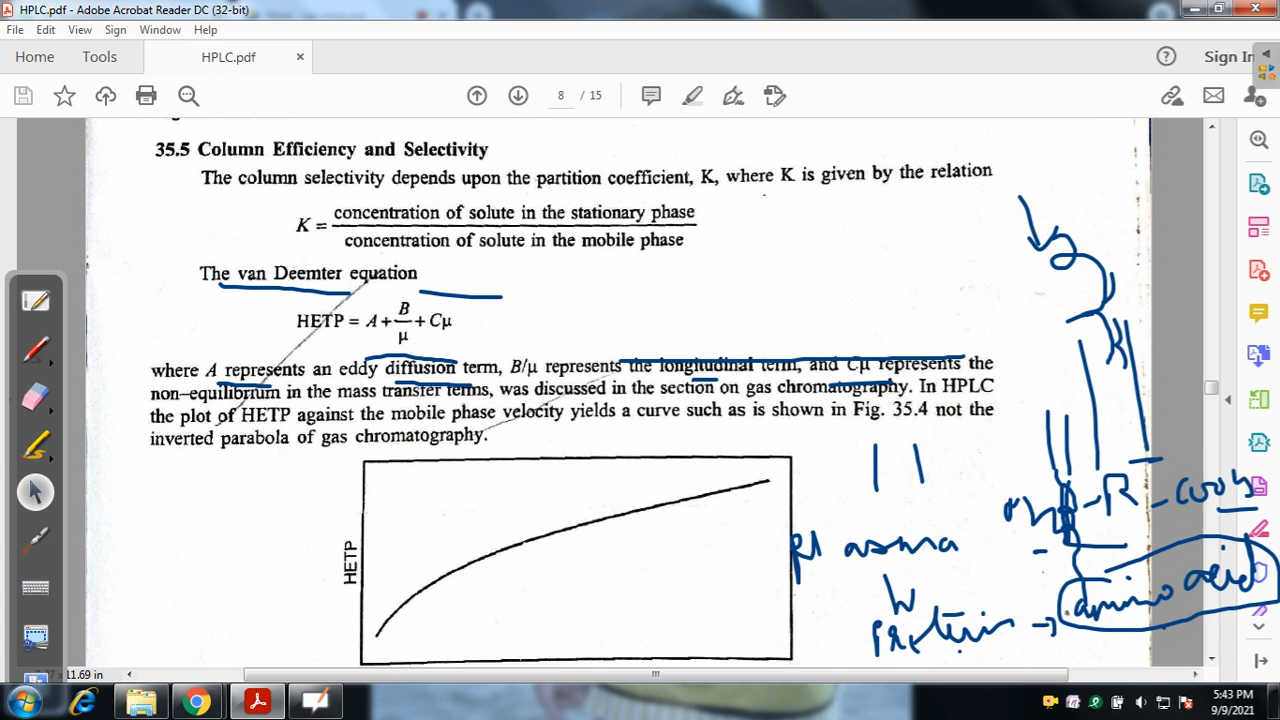 HPLC.pdf - Adobe Acrobat Reader DC (32-bit)
File Edit View Sign Window Help
Home Tools HPLC.pdf × Sign In
8 / 15
35.5 Column Efficiency and Selectivity
The column selectivity depends upon the partition coefficient, K, where K is given by the relation
K = concentration of solute in the stationary phase
concentration of solute in the mobile phase
The van Deemter equation
HETP = A + B/μ + Cμ
where A represents an eddy diffusion term, B/μ represents the longitudinal term, and Cμ represents the
non-equilibrium in the mass transfer terms, was discussed in the section on gas chromatography. In HPLC
the plot of HETP against the mobile phase velocity yields a curve such as is shown in Fig. 35.4 not the
inverted parabola of gas chromatography.
HETP
R - COOH
plasma
amino acid
protein →
11.69 in
5:43 PM
9/9/2021